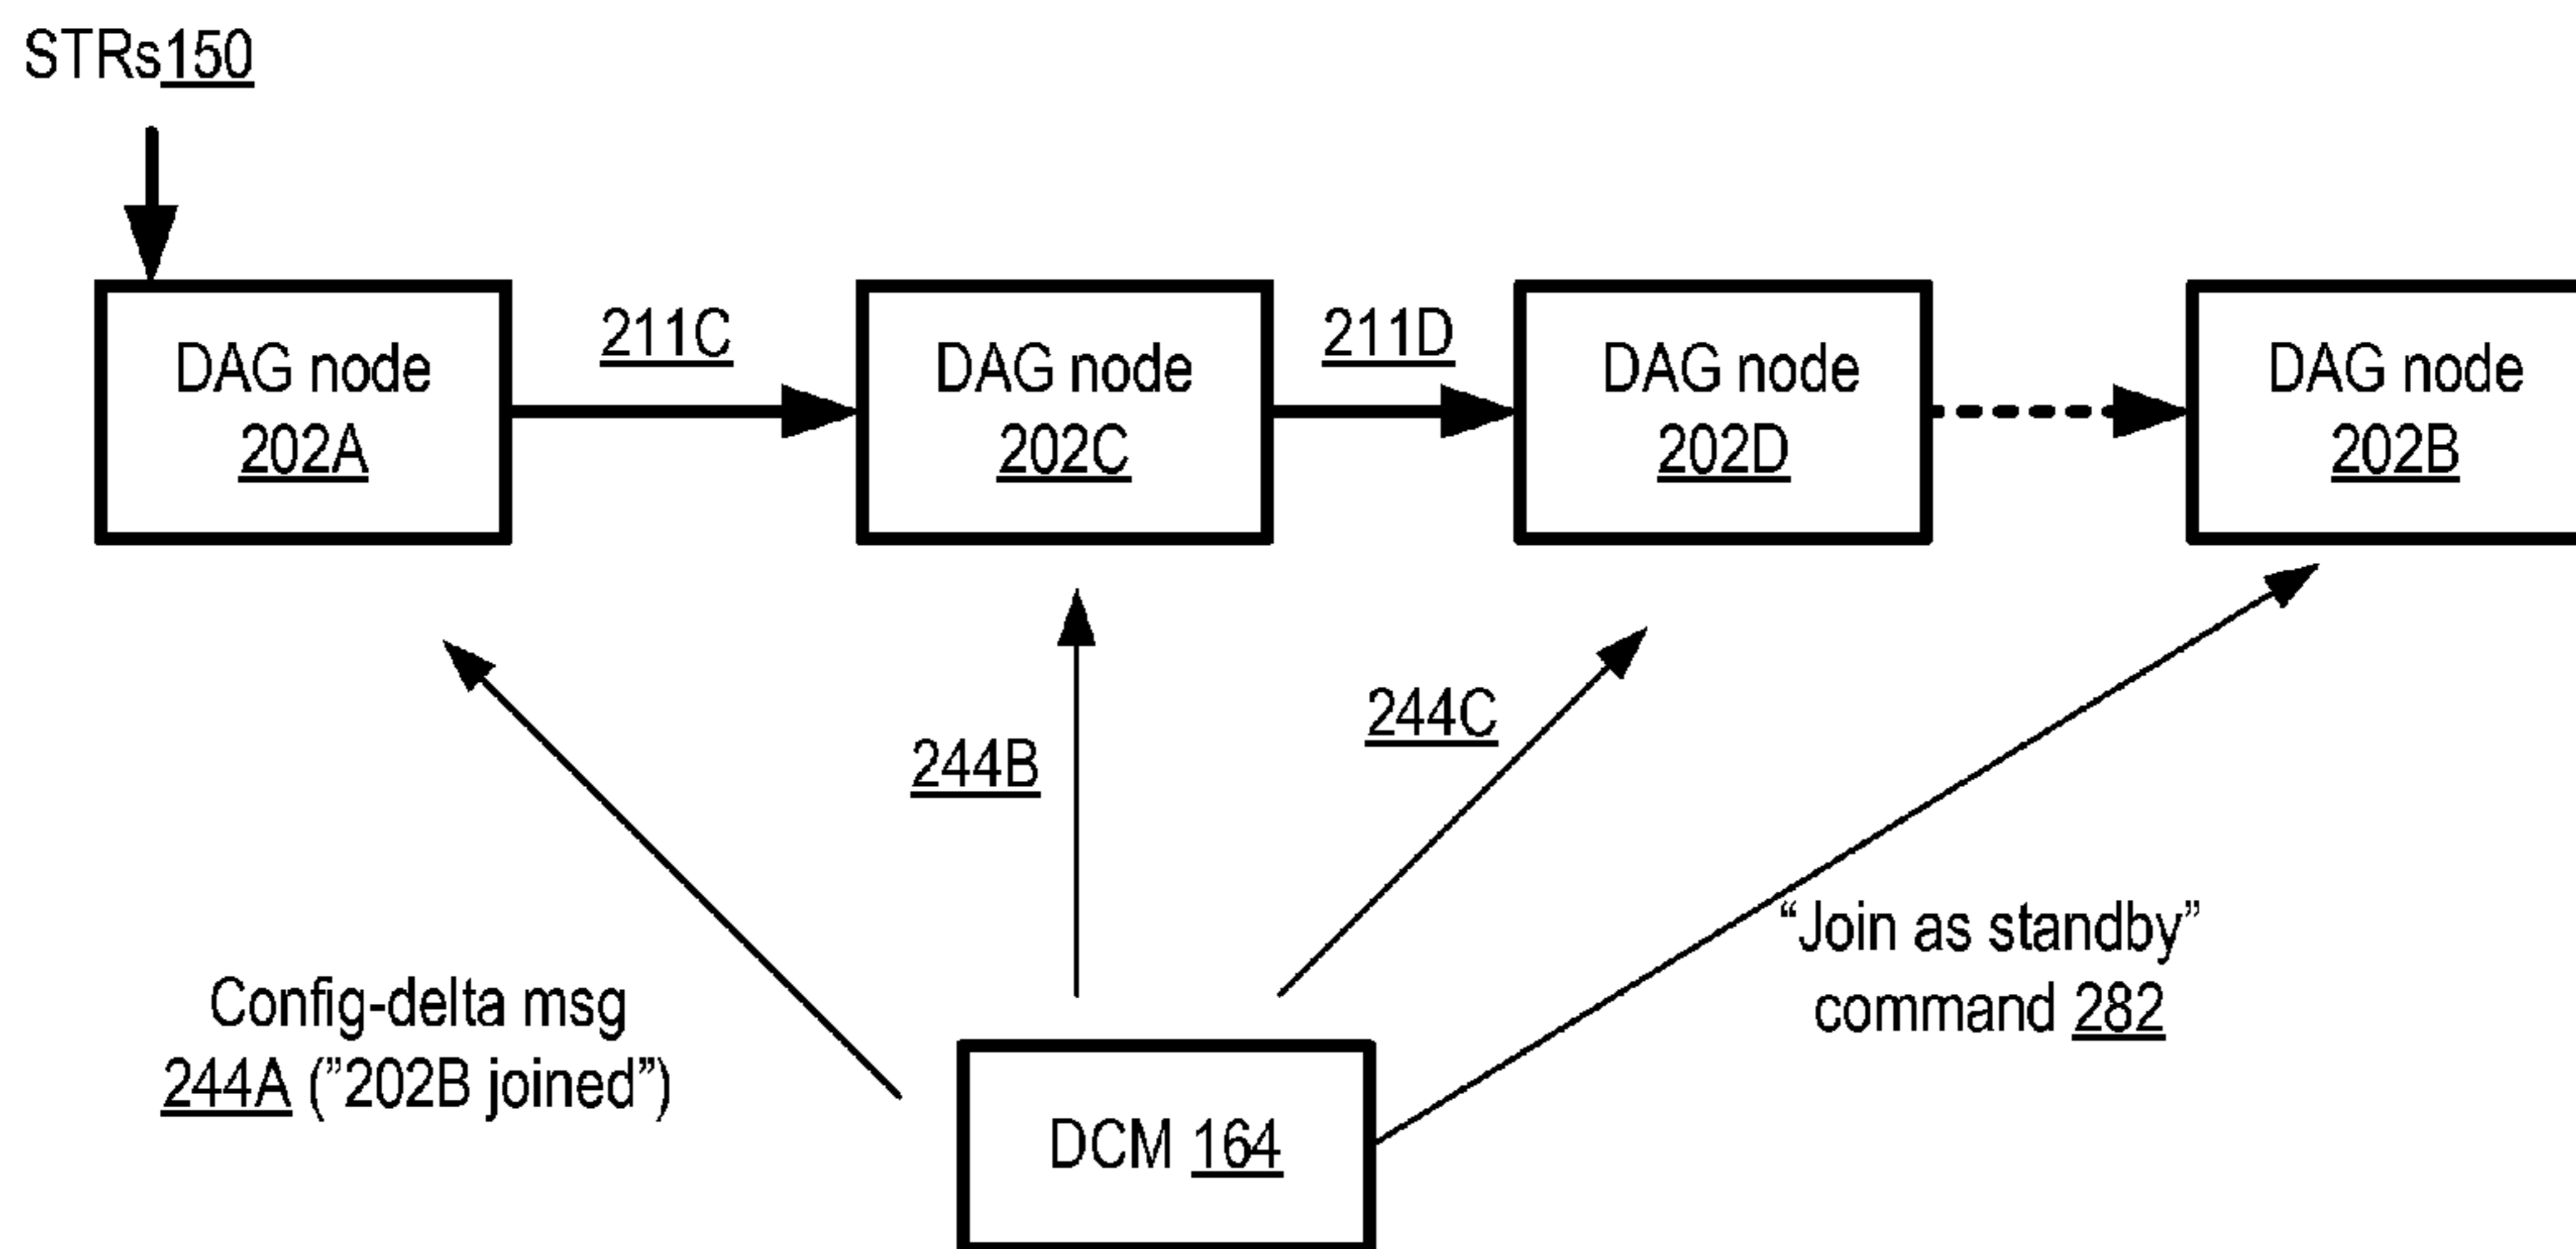 STRs150
211C
211D
DAG node
202A
DAG node
202C
DAG node
202D
DAG node
202B
244B
244C
Config-delta msg
244A (”202B joined”)
“Join as standby”
command 282
DCM 164